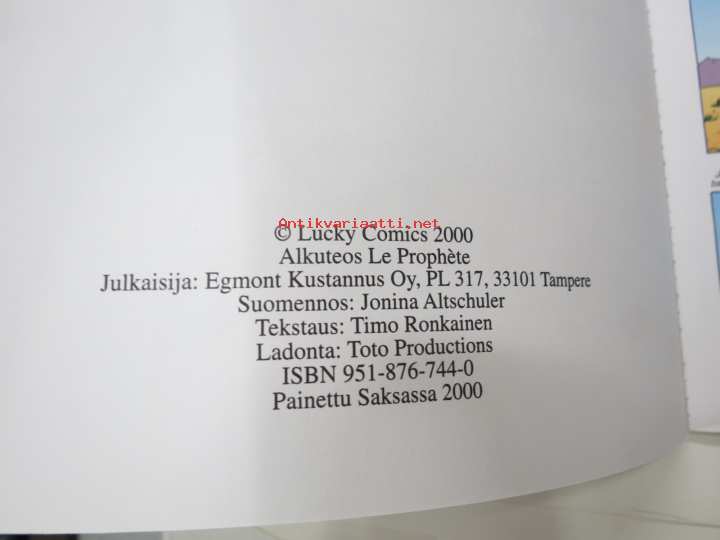 Antikvariaatti.net
© Lucky Comics 2000
Alkuteos Le Prophète
Julkaisija: Egmont Kustannus Oy, PL 317, 33101 Tampere
Suomennos: Jonina Altschuler
Tekstaus: Timo Ronkainen
Ladonta: Toto Productions
ISBN 951-876-744-0
Painettu Saksassa 2000